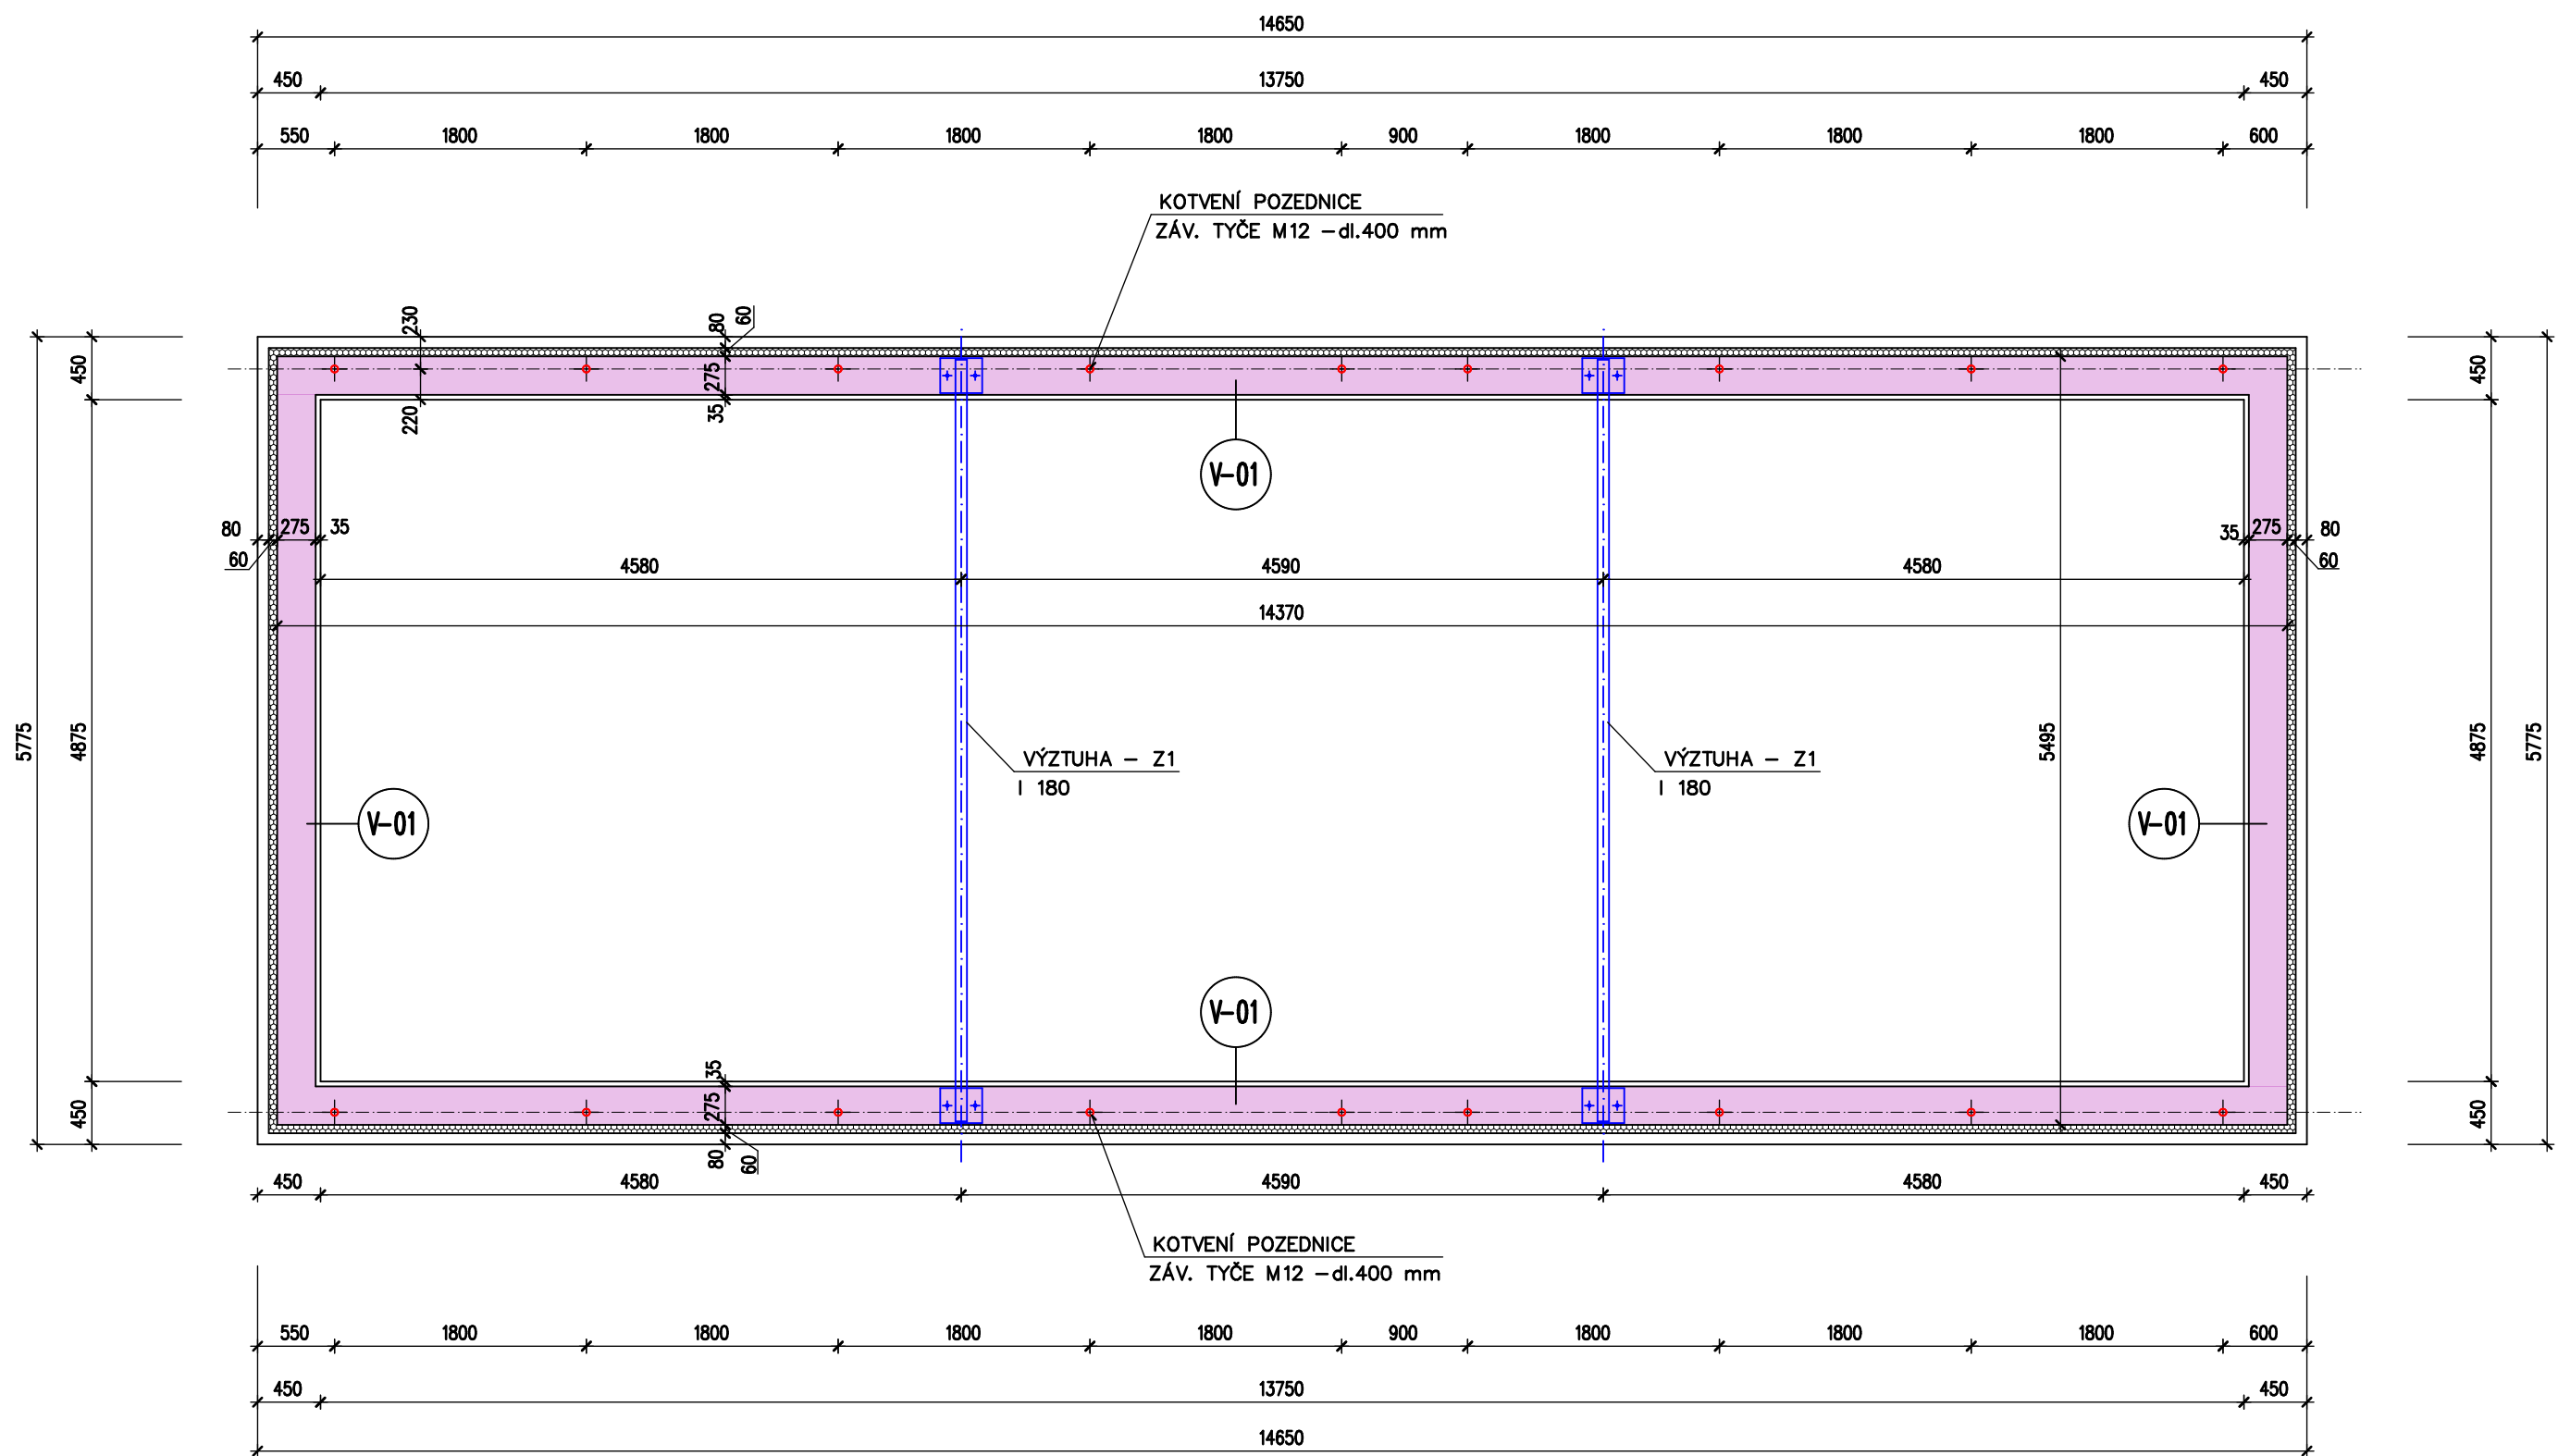 14650
450 13750 450
550 1800 1800 1800 1800 900 1800 1800 1800 600
KOTVENÍ POZEDNICE
ZÁV. TYČE M12 –dl.400 mm
230 80 60
450 275 450
220 35
V-01
80 275 35 35 275 80
60 60
4580 4590 4580
14370
5775 4875 5495 4875 5775
VÝZTUHA – Z1 VÝZTUHA – Z1
I 180 I 180
V-01 V-01
V-01
35
450 275 450
80 60
450 4580 4590 4580 450
KOTVENÍ POZEDNICE
ZÁV. TYČE M12 –dl.400 mm
550 1800 1800 1800 1800 900 1800 1800 1800 600
450 13750 450
14650